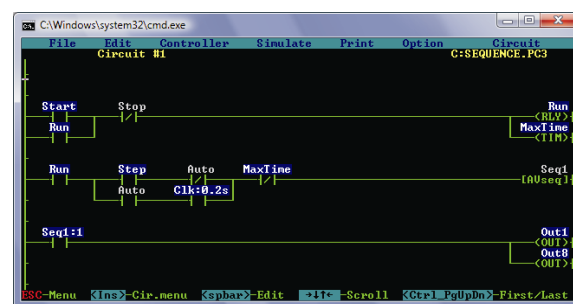 C:\Windows\system32\cmd.exe
File Edit Controller Simulate Print Option Circuit
Circuit #1 C:SEQUENCE.PC3
Start Stop Run
<RLY>
Run MaxTime
<TIM>
Run Step Auto MaxTime Seq1
[AVseq]
Auto Clk:0.2s
Seq1:1 Out1
<OUT>
Out8
<OUT>
ESC-Menu <Ins>-Cir.menu <spbar>-Edit →↓↑← -Scroll <Ctrl_PgUpDn>-First/Last